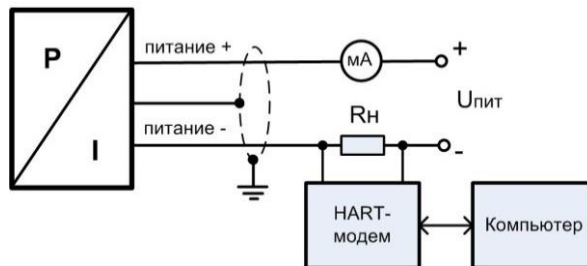 P
I
питание +
питание -
мА
+
Uпит
-
Rн
HART-
модем
Компьютер